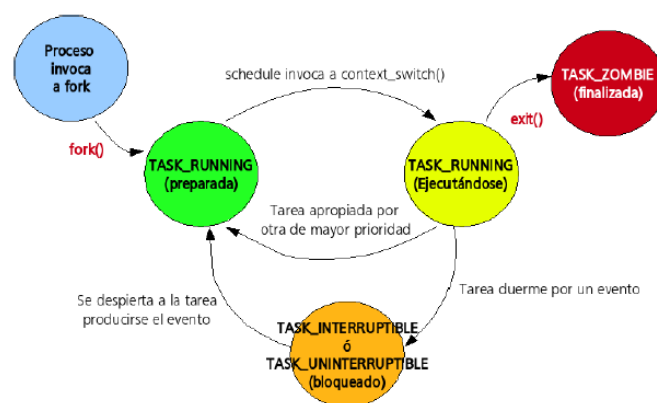 Proceso
invoca
a fork
schedule invoca a context_switch()
TASK_ZOMBIE
(finalizada)
fork()
exit()
TASK_RUNNING
(preparada)
TASK_RUNNING
(Ejecutándose)
Tarea apropiada por
otra de mayor prioridad
Se despierta a la tarea
producirse el evento
Tarea duerme por un evento
TASK_INTERRUPTIBLE
ó
TASK_UNINTERRUPTIBLE
(bloqueado)